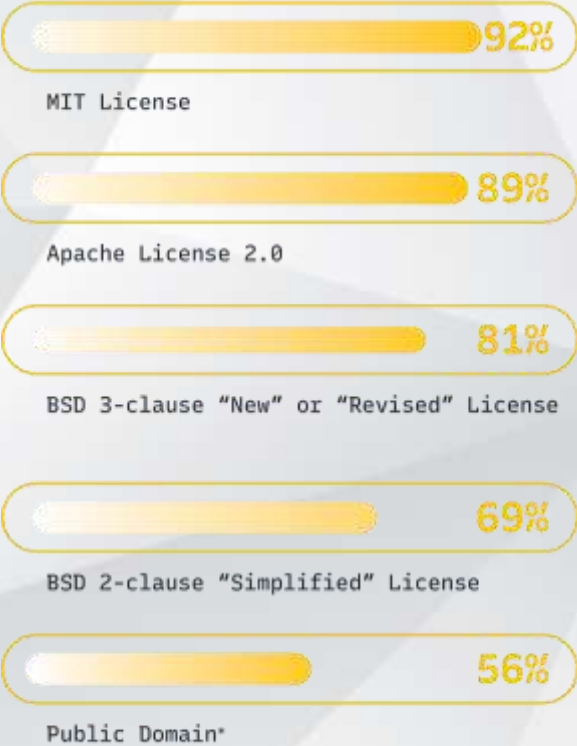 92%
MIT License
89%
Apache License 2.0
81%
BSD 3-clause “New” or “Revised” License
69%
BSD 2-clause “Simplified” License
56%
Public Domain*